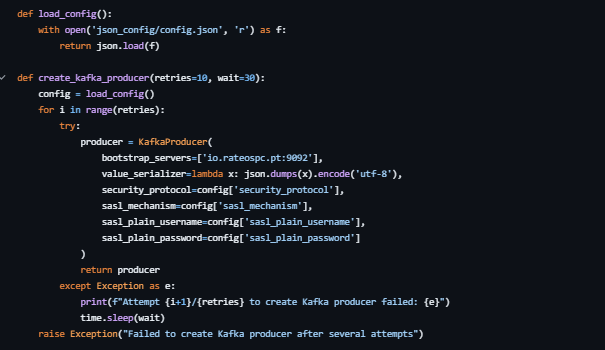 def load_config():
    with open('json_config/config.json', 'r') as f:
        return json.load(f)

def create_kafka_producer(retries=10, wait=30):
    config = load_config()
    for i in range(retries):
        try:
            producer = KafkaProducer(
                bootstrap_servers=['io.rateospc.pt:9092'],
                value_serializer=lambda x: json.dumps(x).encode('utf-8'),
                security_protocol=config['security_protocol'],
                sasl_mechanism=config['sasl_mechanism'],
                sasl_plain_username=config['sasl_plain_username'],
                sasl_plain_password=config['sasl_plain_password']
            )
            return producer
        except Exception as e:
            print(f"Attempt {i+1}/{retries} to create Kafka producer failed: {e}")
            time.sleep(wait)
    raise Exception("Failed to create Kafka producer after several attempts")